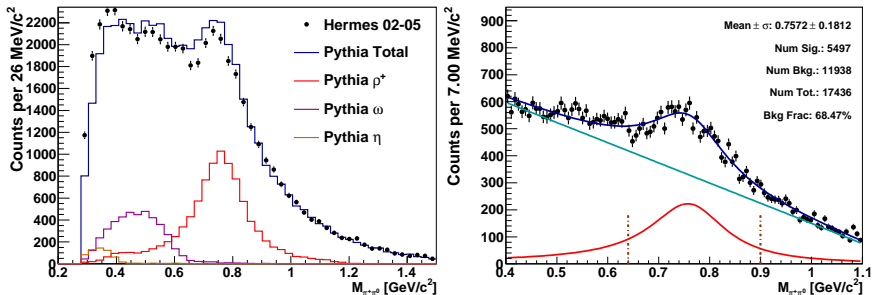 Counts per 26 MeV/c²
2200
2000
1800
1600
1400
1200
1000
800
600
400
200
0
0.2 0.4 0.6 0.8 1 1.2 1.4
M π⁺π⁰ [GeV/c²]
Hermes 02-05
Pythia Total
Pythia ρ⁺
Pythia ω
Pythia η
Counts per 7.00 MeV/c²
900
800
700
600
500
400
300
200
100
0
0.4 0.5 0.6 0.7 0.8 0.9 1 1.1
M π⁺π⁰ [GeV/c²]
Mean ± σ: 0.7572 ± 0.1812
Num Sig.: 5497
Num Bkg.: 11938
Num Tot.: 17436
Bkg Frac: 68.47%